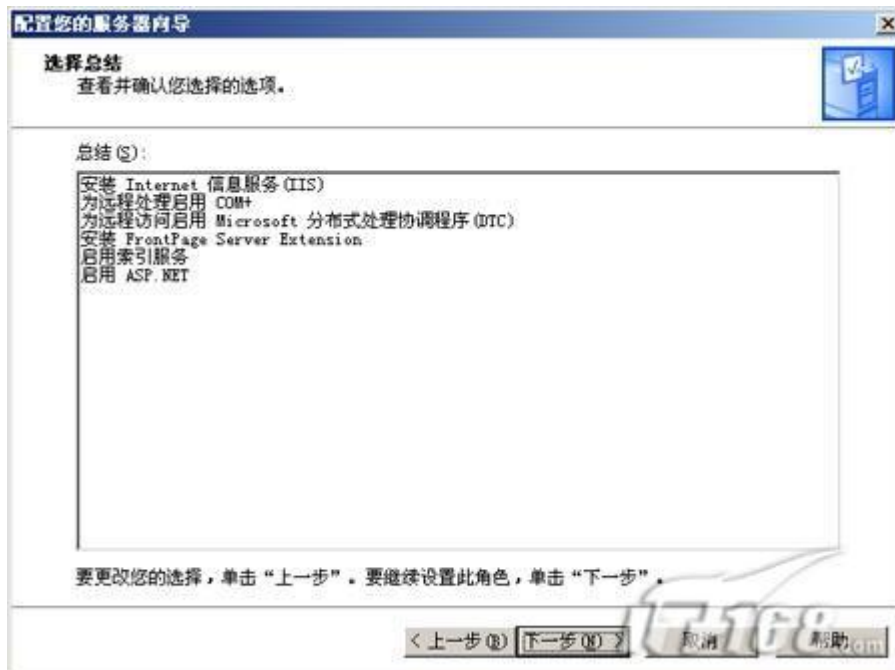 配置您的服务器向导
选择总结
查看并确认您选择的选项。
总结(S):
安装 Internet 信息服务(IIS)
为远程处理启用 COM+
为远程访问启用 Microsoft 分布式处理协调程序(DTC)
安装 FrontPage Server Extension
启用索引服务
启用 ASP.NET
要更改您的选择,单击“上一步”。要继续设置此角色,单击“下一步”。
< 上一步(B) 下一步(N) > 取消 帮助
IT168.com